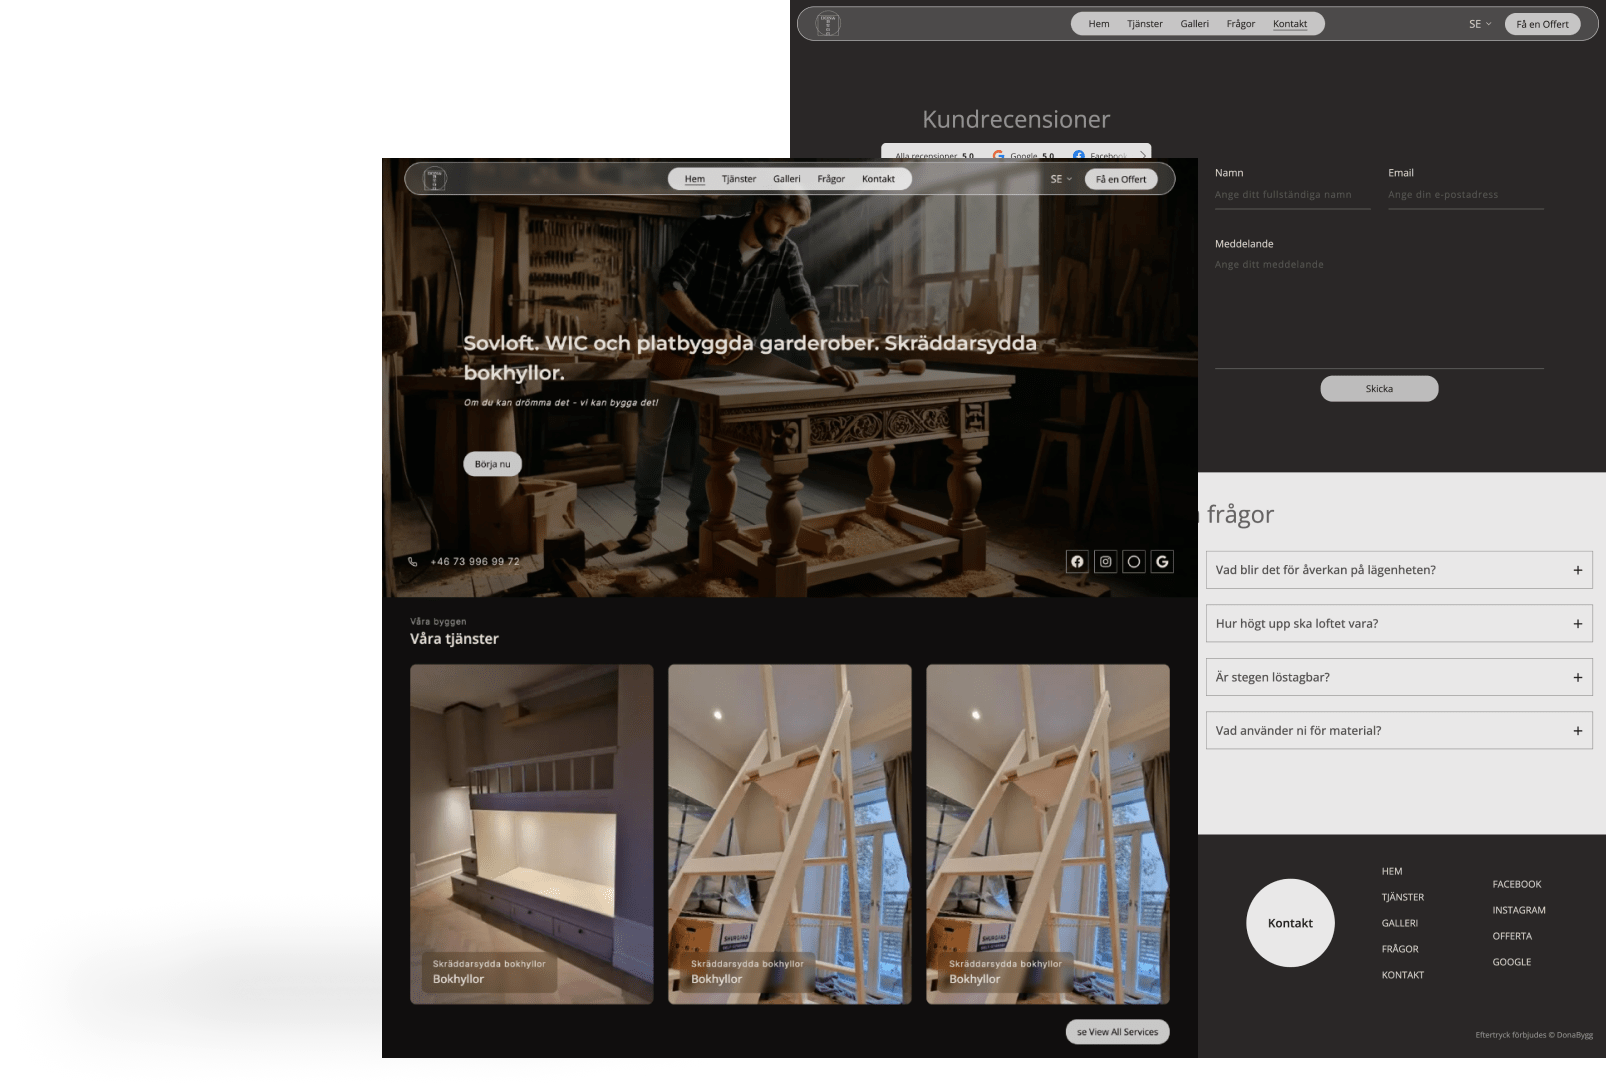 Hem Tjänster Galleri Frågor Kontakt
SE
Få en Offert
Kundrecensioner
Alla recensioner 5.0 Google 5.0 Facebook
Namn
Ange ditt fullständiga namn
Email
Ange din e-postadress
Meddelande
Ange ditt meddelande
Skicka
frågor
Vad blir det för åverkan på lägenheten?
Hur högt upp ska loftet vara?
Är stegen löstagbar?
Vad använder ni för material?
Kontakt
HEM
TJÄNSTER
GALLERI
FRÅGOR
KONTAKT
FACEBOOK
INSTAGRAM
OFFERTA
GOOGLE
Eftertryck förbjudes © DonaBygg
Hem Tjänster Galleri Frågor Kontakt
SE
Få en Offert
Sovloft. WIC och platbyggda garderober. Skräddarsydda
bokhyllor.
Om du kan drömma det - vi kan bygga det!
Börja nu
+46 73 996 99 72
Våra byggen
Våra tjänster
Skräddarsydda bokhyllor
Bokhyllor
SHURGARD
Skräddarsydda bokhyllor
Bokhyllor
SHURGARD
Skräddarsydda bokhyllor
Bokhyllor
se View All Services